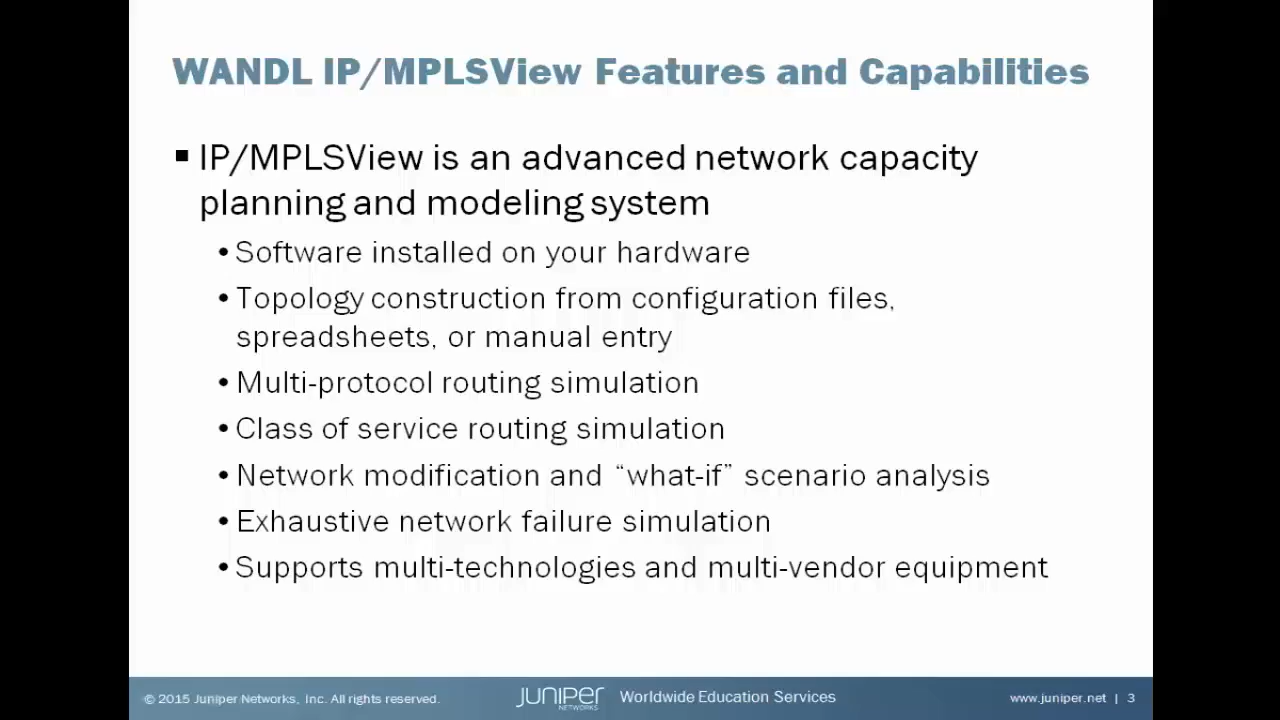 WANDL IP/MPLSView Features and Capabilities
▪ IP/MPLSView is an advanced network capacity
planning and modeling system
• Software installed on your hardware
• Topology construction from configuration files,
spreadsheets, or manual entry
• Multi-protocol routing simulation
• Class of service routing simulation
• Network modification and “what-if” scenario analysis
• Exhaustive network failure simulation
• Supports multi-technologies and multi-vendor equipment
© 2015 Juniper Networks, Inc. All rights reserved.
JUNIPER
NETWORKS
Worldwide Education Services
www.juniper.net | 3